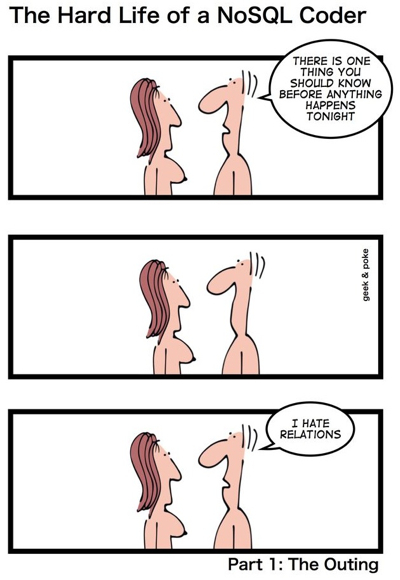 The Hard Life of a NoSQL Coder
THERE IS ONE
THING YOU
SHOULD KNOW
BEFORE ANYTHING
HAPPENS
TONIGHT
geek & poke
I HATE
RELATIONS
Part 1: The Outing